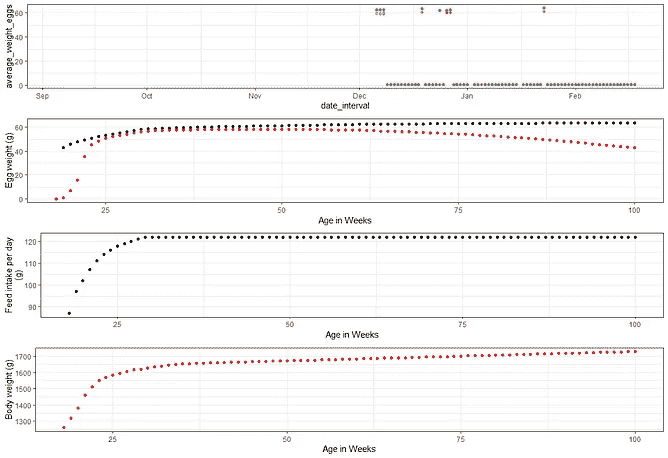 average_weight_eggs
60
40
20
0
Sep Oct Nov Dec Jan Feb
date_interval
Egg weight (g)
60
40
20
0
25 50 75 100
Age in Weeks
Feed intake per day
(g)
120
110
100
90
25 50 75 100
Age in Weeks
Body weight (g)
1700
1600
1500
1400
1300
25 50 75 100
Age in Weeks